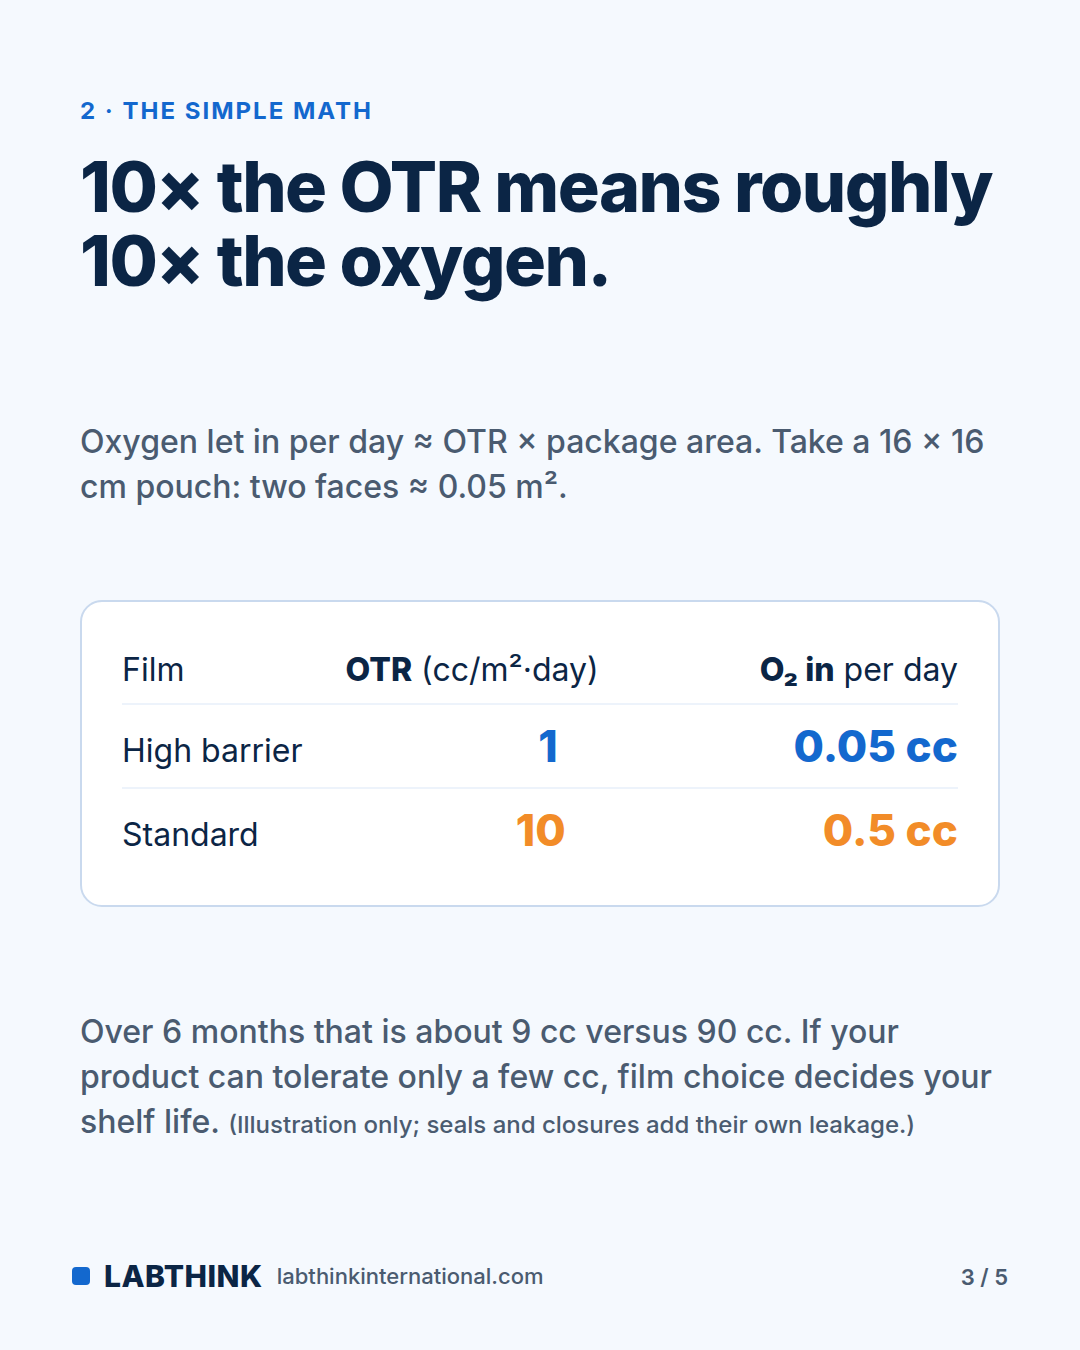 2 · THE SIMPLE MATH
10× the OTR means roughly
10× the oxygen.
Oxygen let in per day ≈ OTR × package area. Take a 16 × 16
cm pouch: two faces ≈ 0.05 m².
Film OTR (cc/m²·day) O₂ in per day
High barrier 1 0.05 cc
Standard 10 0.5 cc
Over 6 months that is about 9 cc versus 90 cc. If your
product can tolerate only a few cc, film choice decides your
shelf life. (Illustration only; seals and closures add their own leakage.)
LABTHINK labthinkinternational.com 3 / 5